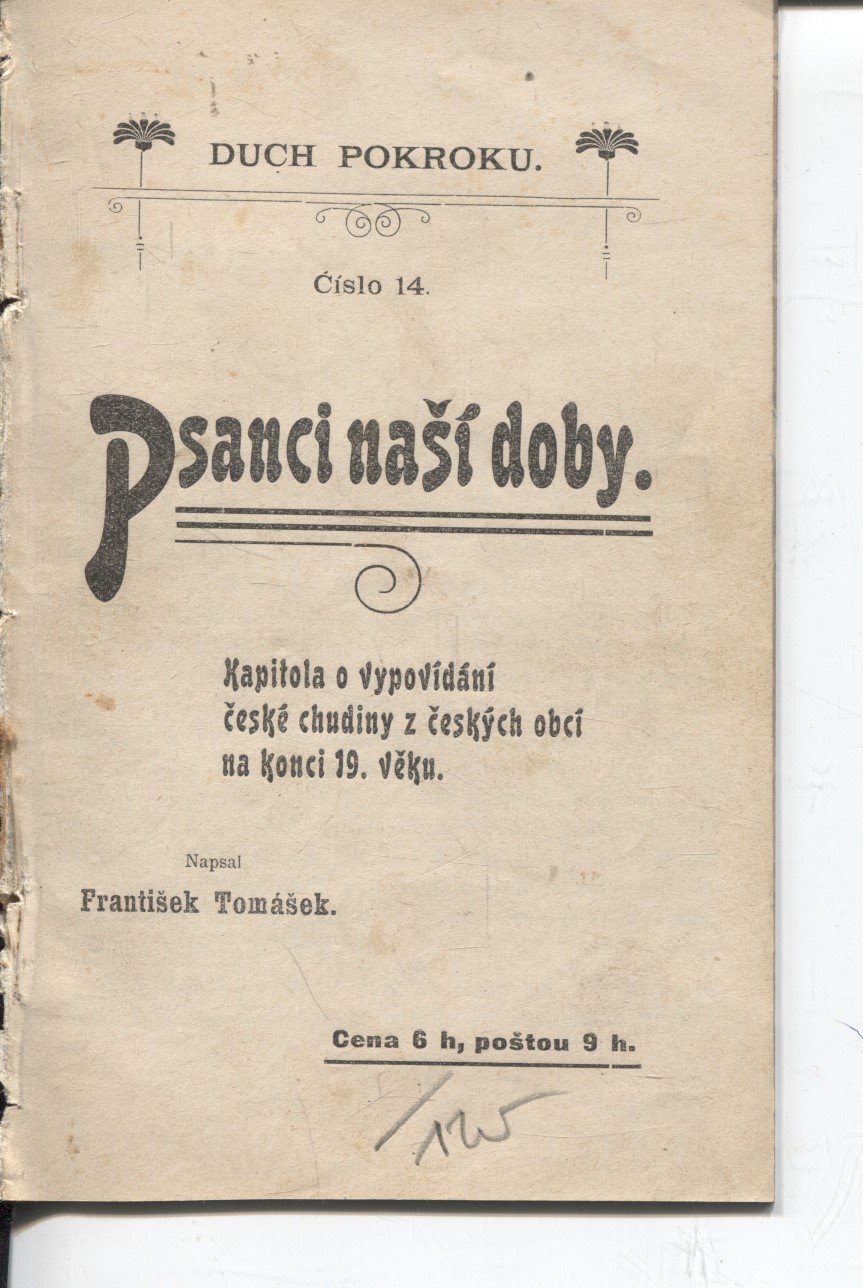 DUCH POKROKU.
Číslo 14.
Psanci naší doby.
Kapitola o vypovídání
české chudiny z českých obcí
na konci 19. věku.
Napsal
František Tomášek.
Cena 6 h, poštou 9 h.